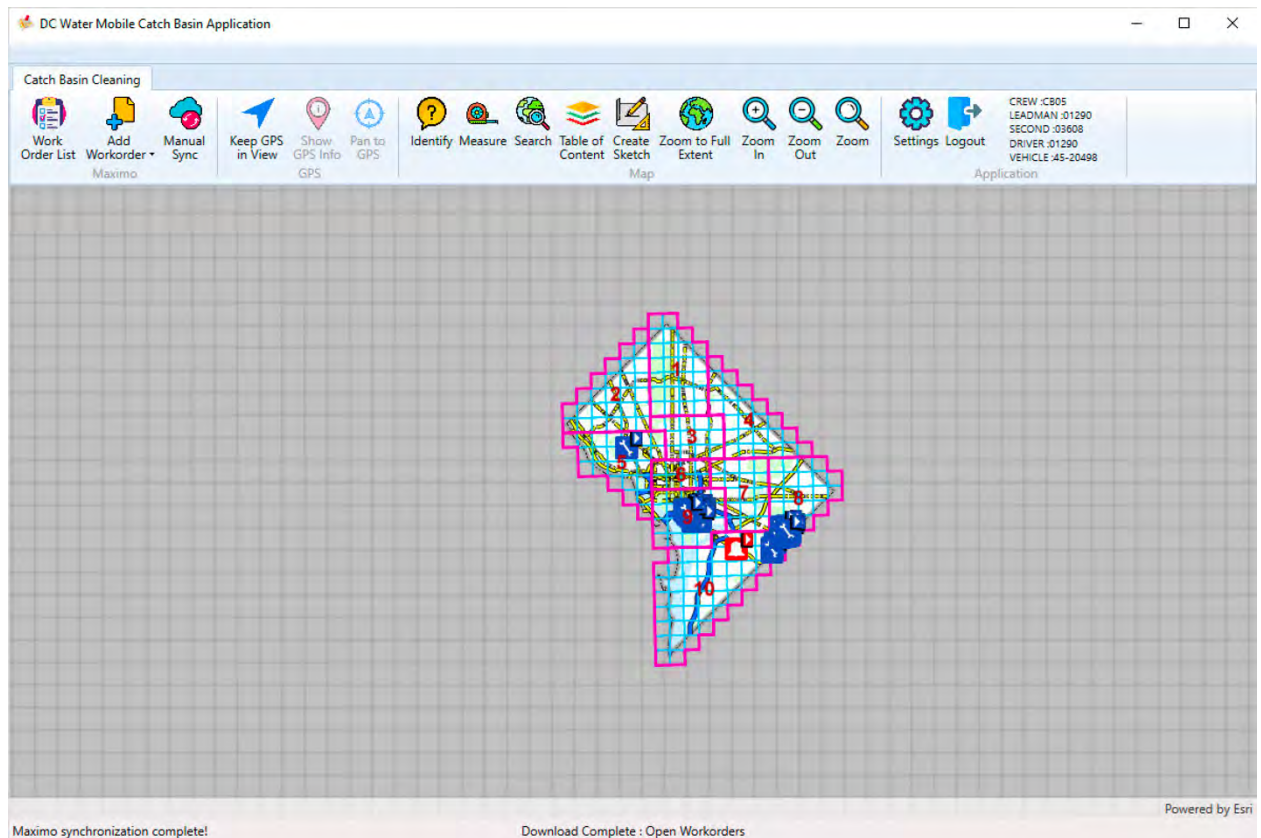 DC Water Mobile Catch Basin Application
Catch Basin Cleaning
Work Order List
Add Workorder
Manual Sync
Maximo
Keep GPS in View
Show GPS Info
Pan to GPS
GPS
Identify
Measure
Search
Table of Content
Create Sketch
Zoom to Full Extent
Zoom In
Zoom Out
Zoom
Map
Settings
Logout
CREW :CB05
LEADMAN :01290
SECOND :03608
DRIVER :01290
VEHICLE :45-20498
Application
1
2
4
3
5
6
7
8
9
10
Powered by Esri
Maximo synchronization complete!
Download Complete : Open Workorders